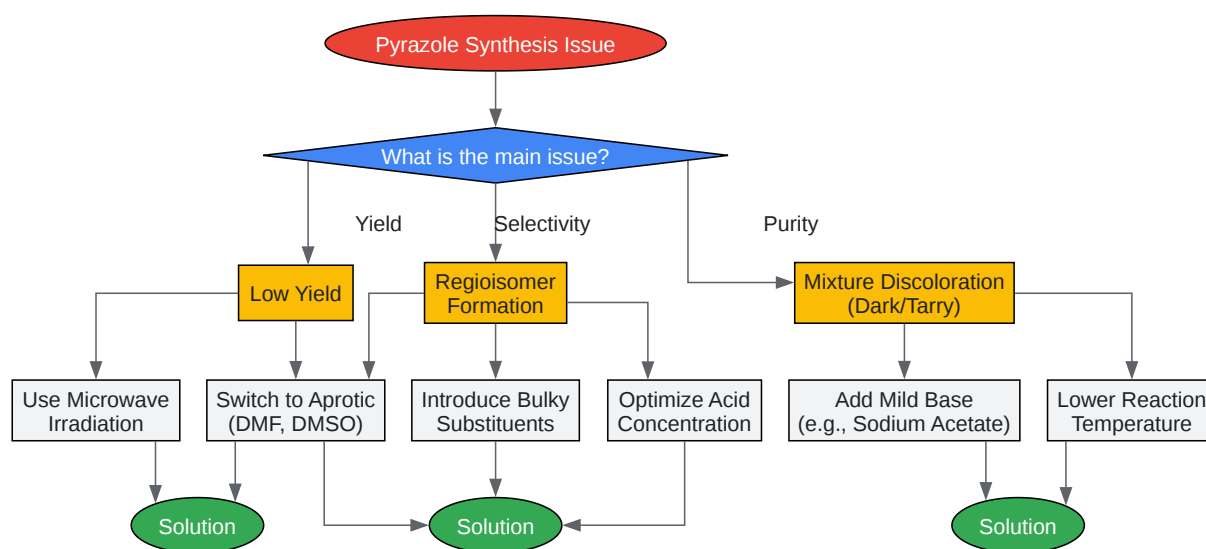 Pyrazole Synthesis Issue
What is the main issue?
Yield
Selectivity
Purity
Low Yield
Regioisomer
Formation
Mixture Discoloration
(Dark/Tarry)
Use Microwave
Irradiation
Switch to Aprotic
(DMF, DMSO)
Introduce Bulky
Substituents
Optimize Acid
Concentration
Add Mild Base
(e.g., Sodium Acetate)
Lower Reaction
Temperature
Solution
Solution
Solution